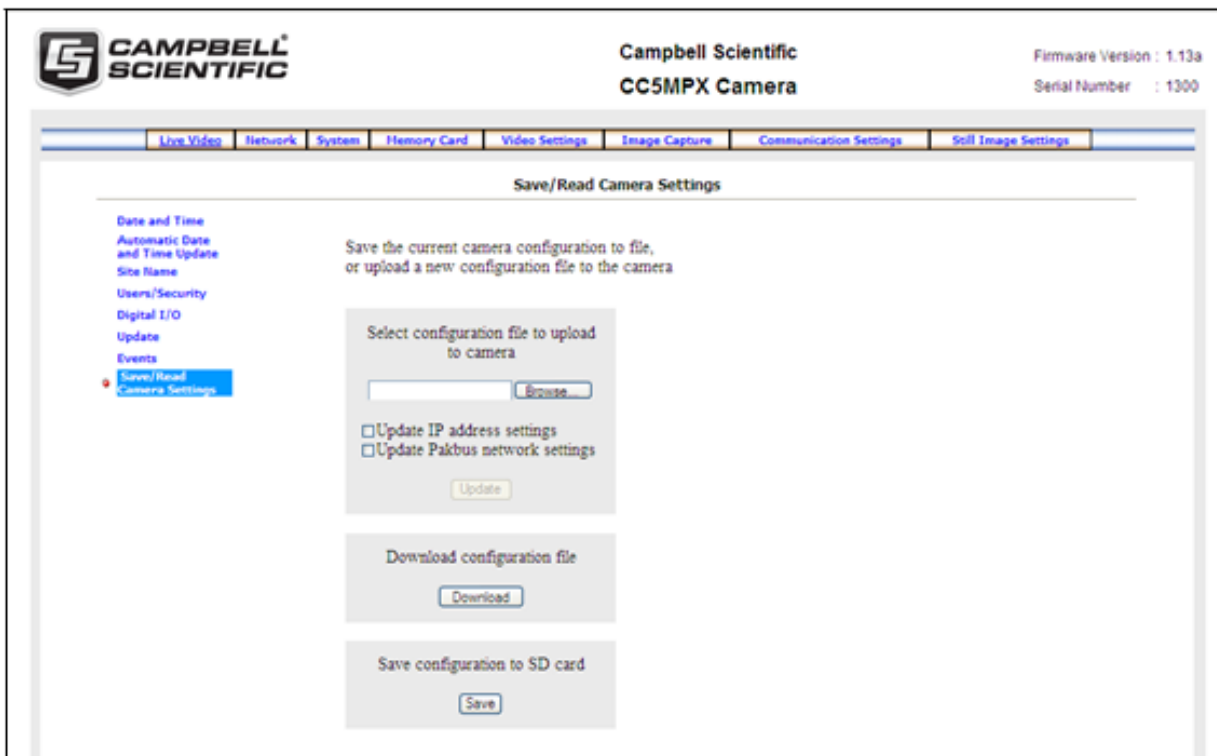 CAMPBELL
SCIENTIFIC
Campbell Scientific
CC5MPX Camera
Firmware Version : 1.13a
Serial Number : 1300
Live Video Network System Memory Card Video Settings Image Capture Communication Settings Still Image Settings
Save/Read Camera Settings
Date and Time
Automatic Date
and Time Update
Site Name
Users/Security
Digital I/O
Update
Events
Save/Read
Camera Settings
Save the current camera configuration to file,
or upload a new configuration file to the camera
Select configuration file to upload
to camera
Browse...
Update IP address settings
Update Pakbus network settings
Update
Download configuration file
Download
Save configuration to SD card
Save